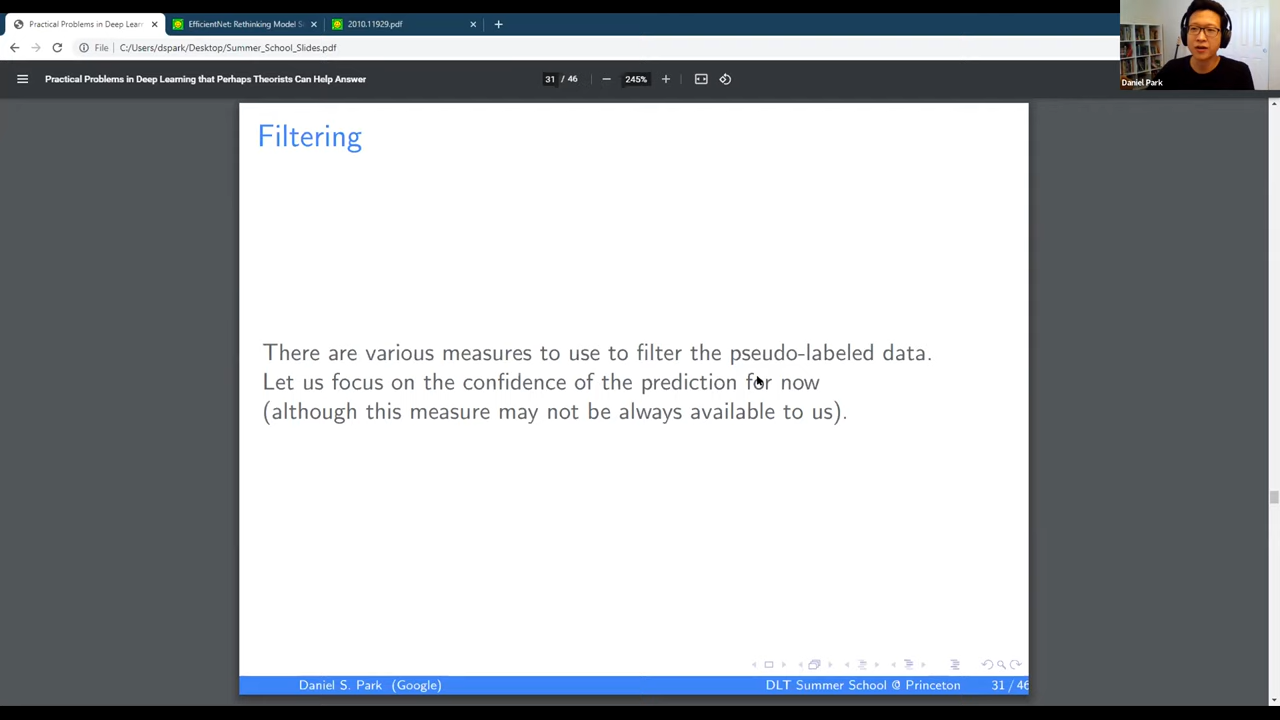 Practical Problems in Deep Lear
EfficientNet: Rethinking Model S
2010.11929.pdf
File
C:/Users/dspark/Desktop/Summer_School_Slides.pdf
Practical Problems in Deep Learning that Perhaps Theorists Can Help Answer
31 / 46
245%
Daniel Park
Filtering
There are various measures to use to filter the pseudo-labeled data.
Let us focus on the confidence of the prediction for now
(although this measure may not be always available to us).
Daniel S. Park (Google)
DLT Summer School @ Princeton
31 / 46